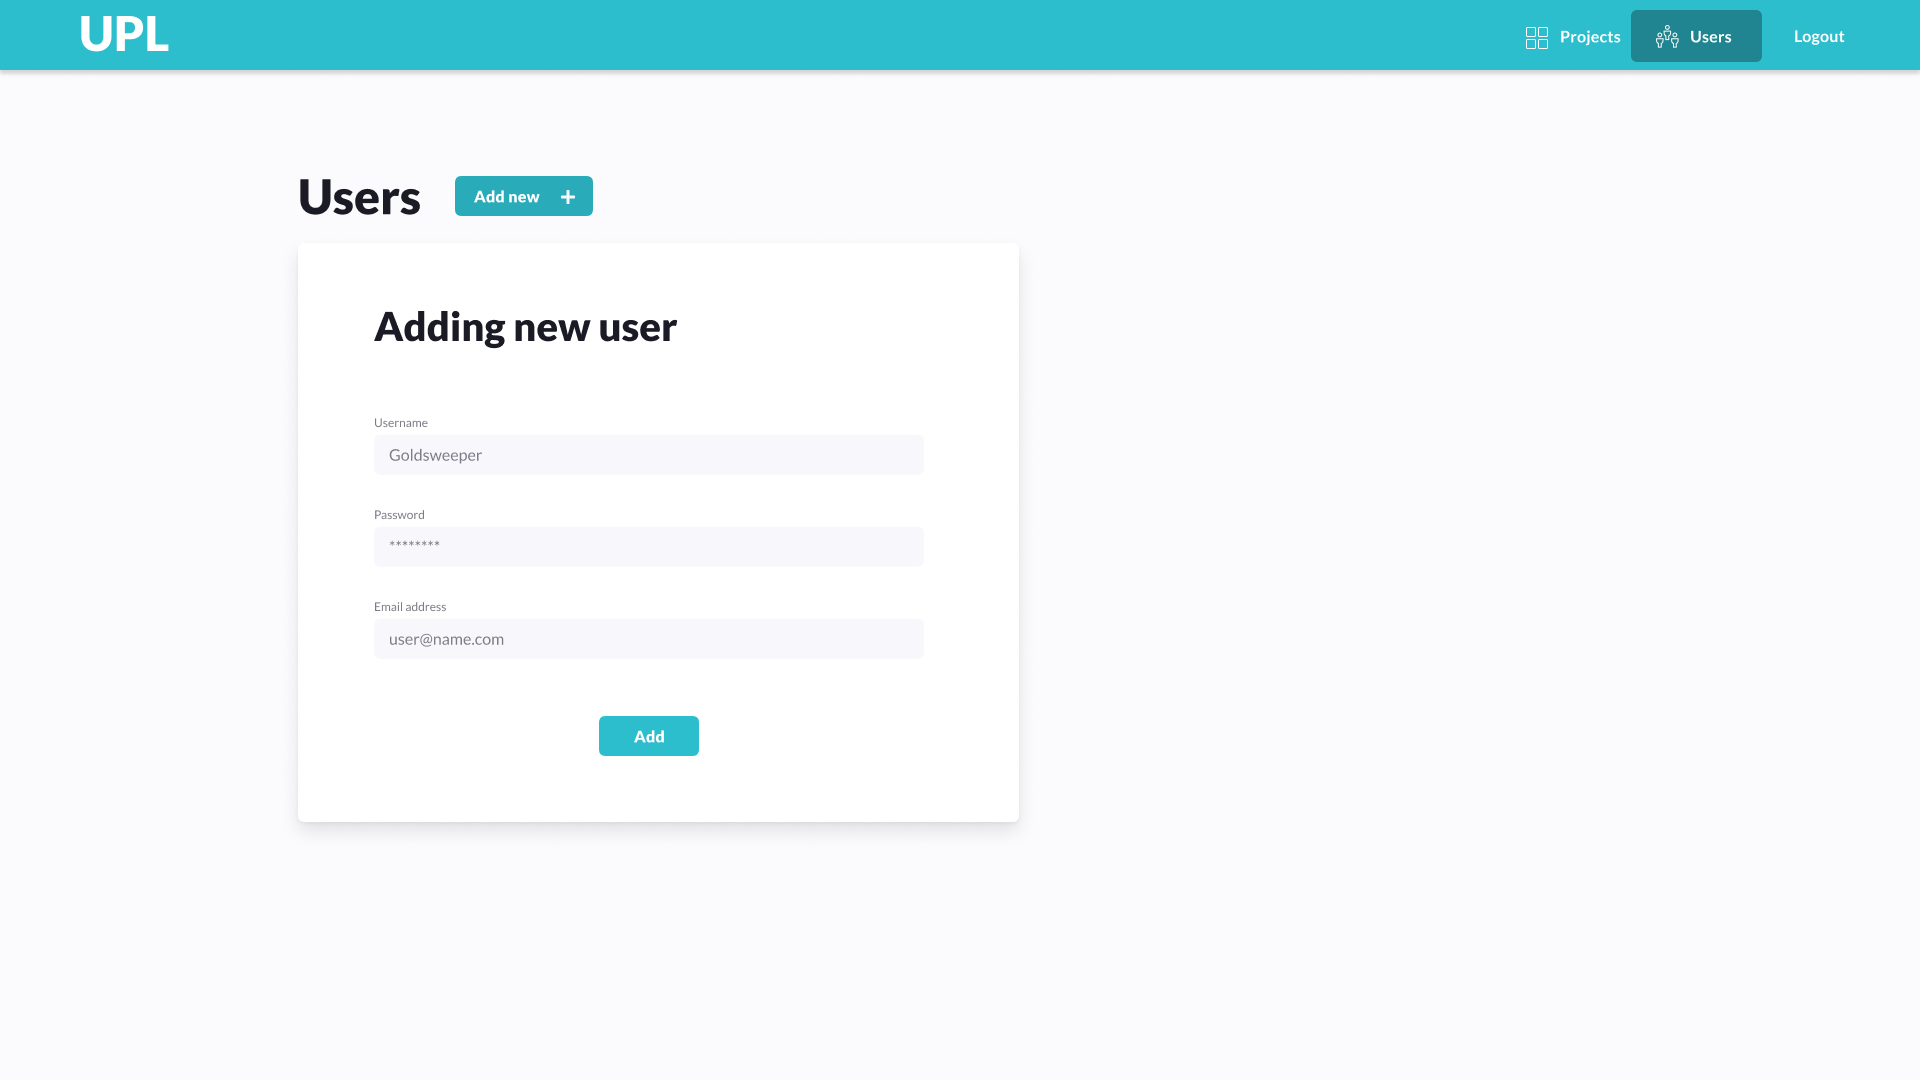 UPL
Projects
Users
Logout
Users
Add new +
Adding new user
Username
Goldsweeper
Password
********
Email address
user@name.com
Add